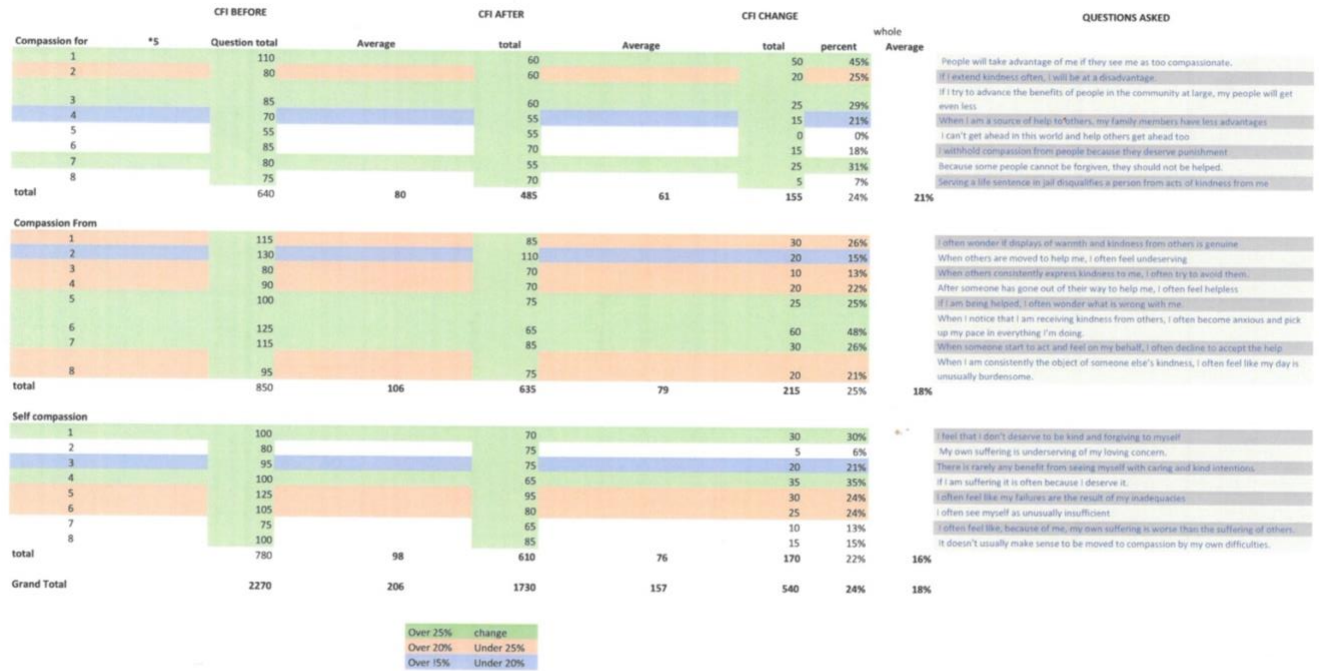 CFI BEFORE CFI AFTER CFI CHANGE QUESTIONS ASKED
whole
Compassion for *5 Question total Average total Average total percent Average
1 110 60 50 45% People will take advantage of me if they see me as too compassionate.
2 80 60 20 25% If I extend kindness often, I will be at a disadvantage.
If I try to advance the benefits of people in the community at large, my people will get
3 85 60 25 29% even less
4 70 55 15 21% When I am a source of help to others, my family members have less advantages
5 55 55 0 0% I can't get ahead in this world and help others get ahead too
6 85 70 15 18% I withhold compassion from people because they deserve punishment
7 80 55 25 31% Because some people cannot be forgiven, they should not be helped.
8 75 70 5 7% Serving a life sentence in jail disqualifies a person from acts of kindness from me
total 640 80 485 61 155 24% 21%
Compassion From
1 115 85 30 26% I often wonder if displays of warmth and kindness from others is genuine
2 130 110 20 15% When others are moved to help me, I often feel undeserving
3 80 70 10 13% When others consistently express kindness to me, I often try to avoid them.
4 90 70 20 22% After someone has gone out of their way to help me, I often feel helpless
5 100 75 25 25% If I am being helped, I often wonder what is wrong with me.
When I notice that I am receiving kindness from others, I often become anxious and pick
6 125 65 60 48% up my pace in everything I'm doing.
7 115 85 30 26% When someone start to act and feel on my behalf, I often decline to accept the help
When I am consistently the object of someone else's kindness, I often feel like my day is
8 95 75 20 21% unusually burdensome.
total 850 106 635 79 215 25% 18%
Self compassion
1 100 70 30 30% I feel that I don't deserve to be kind and forgiving to myself
2 80 75 5 6% My own suffering is underserving of my loving concern.
3 95 75 20 21% There is rarely any benefit from seeing myself with caring and kind intentions.
4 100 65 35 35% If I am suffering it is often because I deserve it.
5 125 95 30 24% I often feel like my failures are the result of my inadequacies
6 105 80 25 24% I often see myself as unusually insufficient
7 75 65 10 13% I often feel like, because of me, my own suffering is worse than the suffering of others.
8 100 85 15 15% It doesn't usually make sense to be moved to compassion by my own difficulties.
total 780 98 610 76 170 22% 16%
Grand Total 2270 206 1730 157 540 24% 18%
Over 25% change
Over 20% Under 25%
Over !5% Under 20%